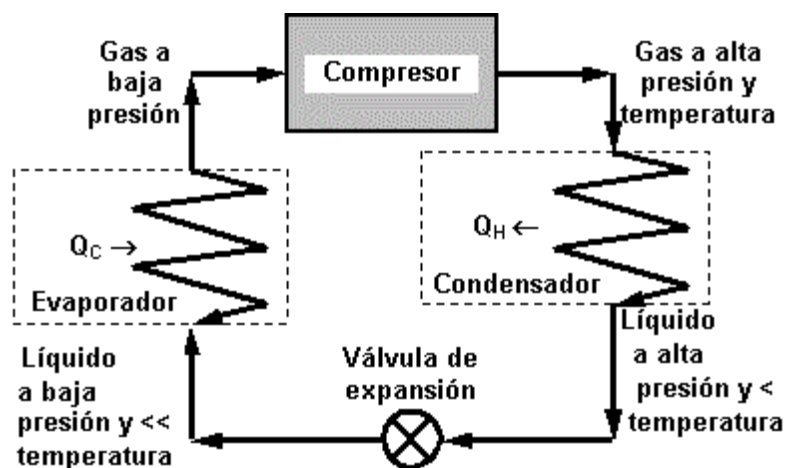 Gas a
baja
presión
Compresor
Gas a alta
presión y
temperatura
Q_C →
Evaporador
Q_H ←
Condensador
Líquido
a alta
presión y <
temperatura
Válvula de
expansión
Líquido
a baja
presión y <<
temperatura